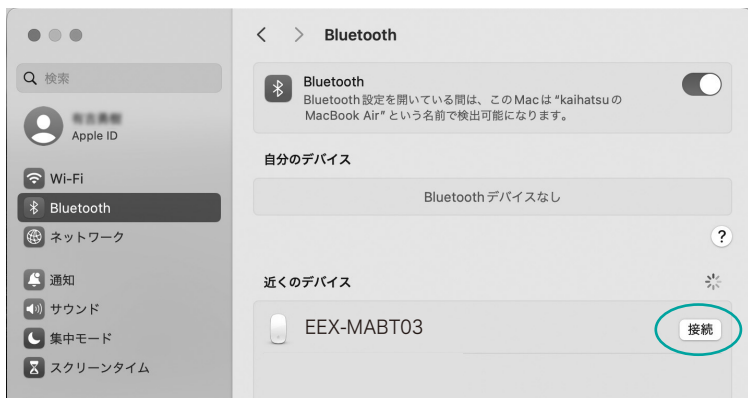 Bluetooth
検索
Apple ID
Wi-Fi
Bluetooth
ネットワーク
通知
サウンド
集中モード
スクリーンタイム
Bluetooth
Bluetooth設定を開いている間は、このMacは“kaihatsuの
MacBook Air”という名前で検出可能になります。
自分のデバイス
Bluetoothデバイスなし
?
近くのデバイス
EEX-MABT03
接続